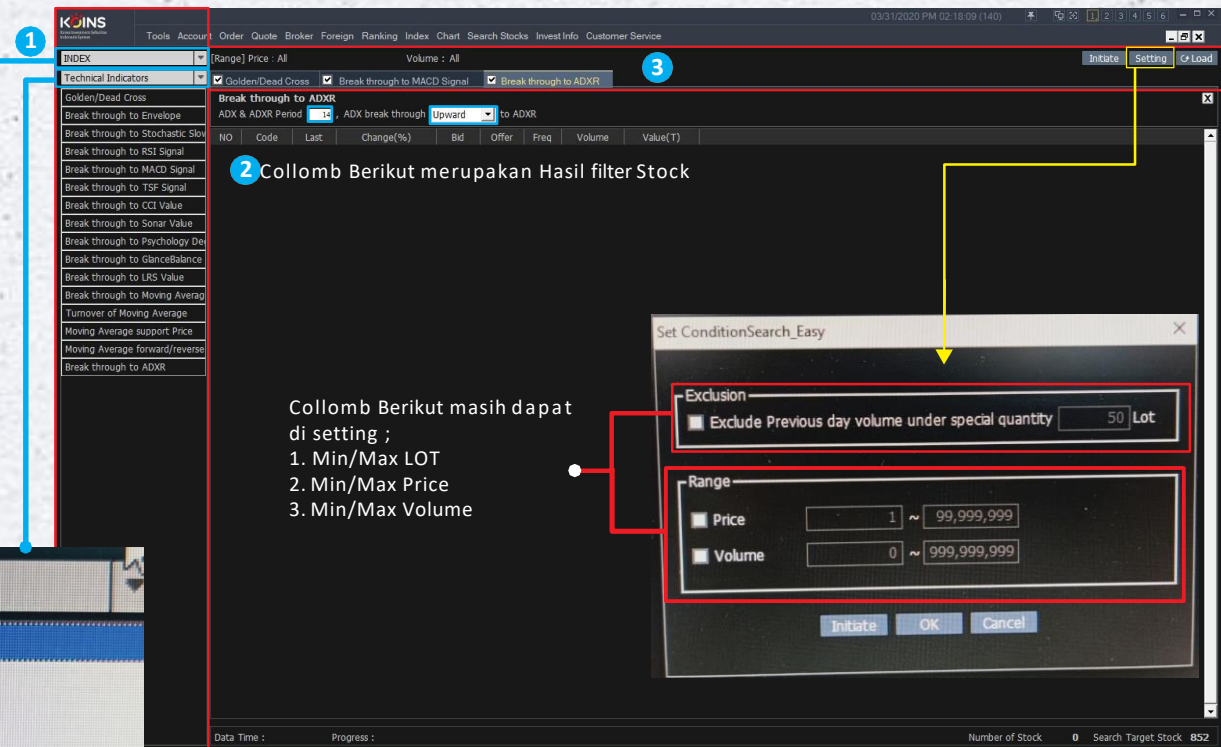 KOINS
03/31/2020 PM 02:18:09 (140)
1 2 3 4 5 6
Tools Account Order Quote Broker Foreign Ranking Index Chart Search Stocks Invest Info Customer Service
1
INDEX
[Range] Price : All Volume : All
Initiate Setting Load
3
Technical Indicators
Golden/Dead Cross Break through to MACD Signal Break through to ADXR
Golden/Dead Cross
Break through to Envelope
Break through to Stochastic Slow
Break through to RSI Signal
Break through to MACD Signal
Break through to TSF Signal
Break through to CCI Value
Break through to Sonar Value
Break through to Psychology De
Break through to GlanceBalance
Break through to LRS Value
Break through to Moving Averag
Turnover of Moving Average
Moving Average support Price
Moving Average forward/reverse
Break through to ADXR
Break through to ADXR
ADX & ADXR Period 14 , ADX break through Upward to ADXR
NO Code Last Change(%) Bid Offer Freq Volume Value(T)
2 Collomb Berikut merupakan Hasil filter Stock
Collomb Berikut masih dapat
di setting ;
1. Min/Max LOT
2. Min/Max Price
3. Min/Max Volume
Set ConditionSearch_Easy
Exclusion
Exclude Previous day volume under special quantity 50 Lot
Range
Price 1 ~ 99,999,999
Volume 0 ~ 999,999,999
Initiate OK Cancel
Data Time : Progress : Number of Stock 0 Search Target Stock 852